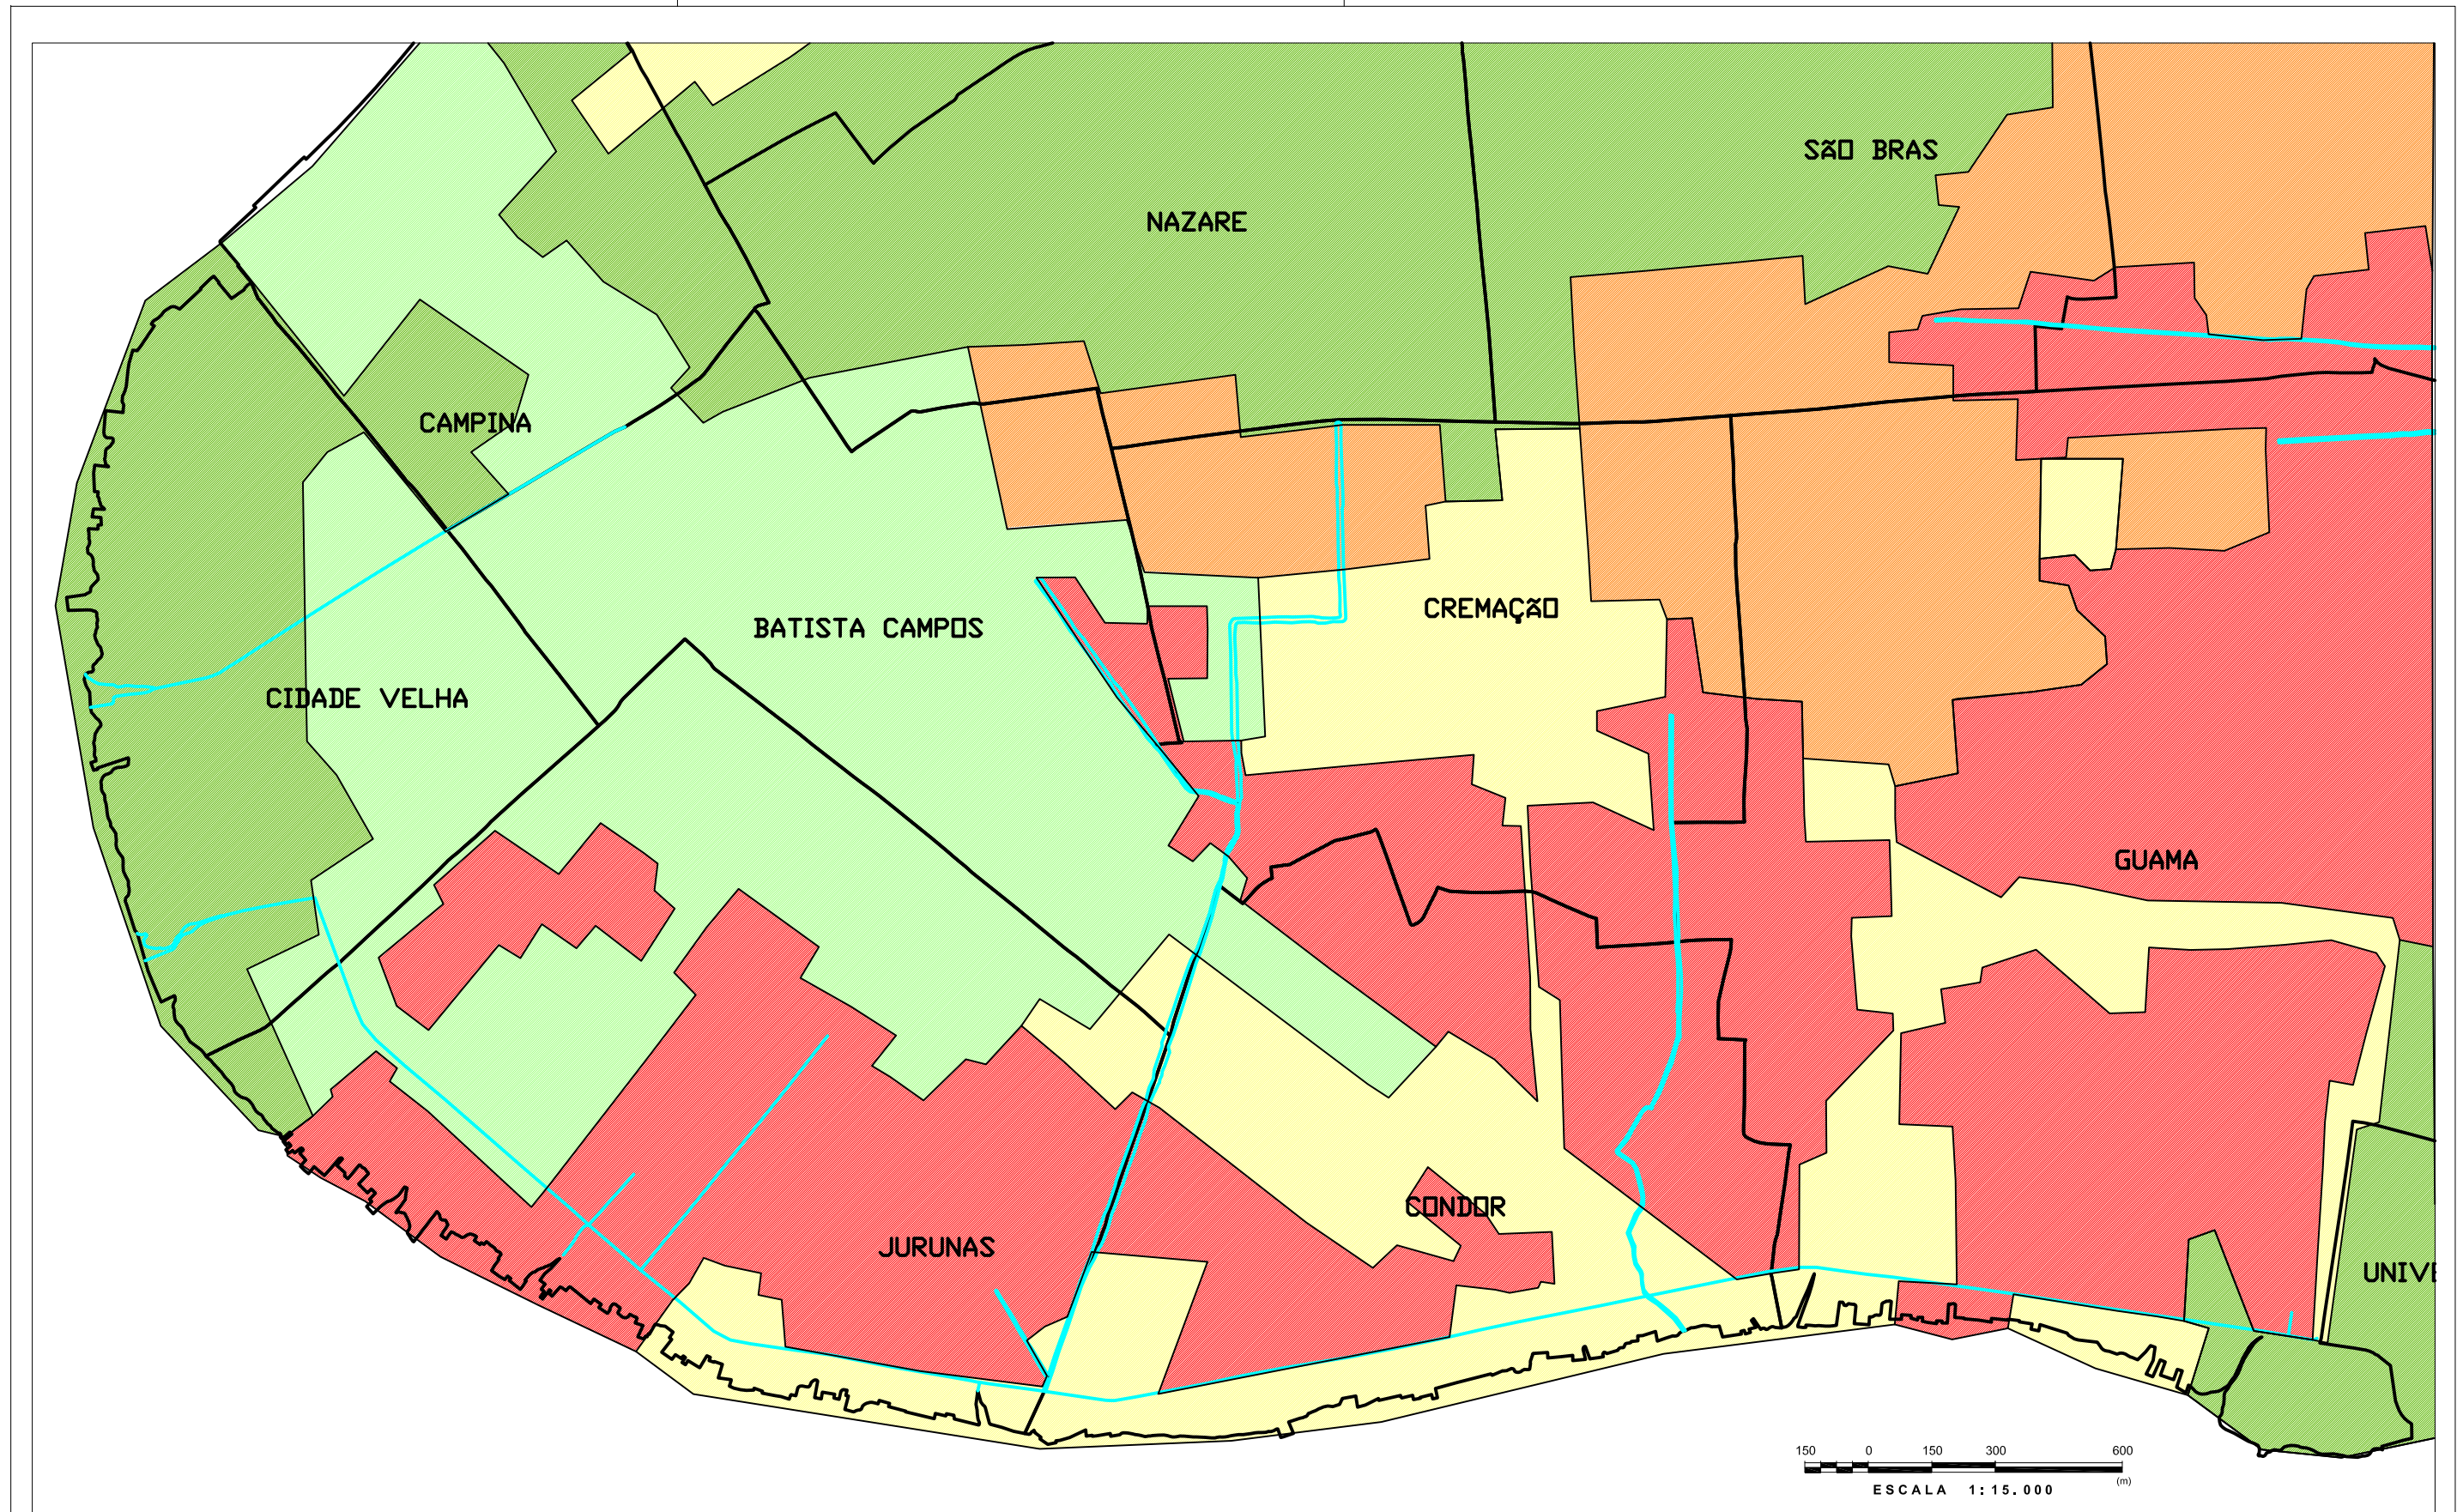 SÃO BRAS
NAZARE
CAMPINA
CREMAÇÃO
BATISTA CAMPOS
CIDADE VELHA
GUAMA
CONDOR
JURUNAS
UNIVE
150 0 150 300 600
(m)
ESCALA 1:15.000